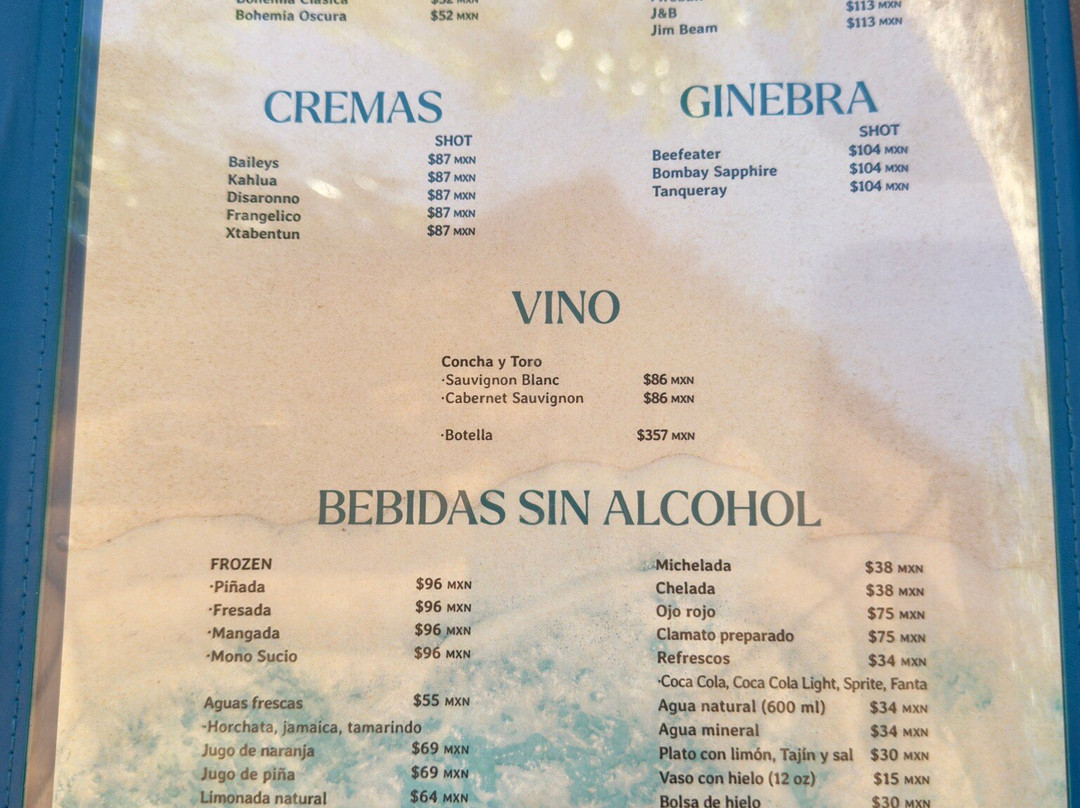 Bohemia Clásica $52 MXN
Bohemia Oscura $52 MXN
$113 MXN
J&B $113 MXN
Jim Beam
CREMAS
SHOT
Baileys $87 MXN
Kahlua $87 MXN
Disaronno $87 MXN
Frangelico $87 MXN
Xtabentun $87 MXN
GINEBRA
SHOT
Beefeater $104 MXN
Bombay Sapphire $104 MXN
Tanqueray $104 MXN
VINO
Concha y Toro
·Sauvignon Blanc $86 MXN
·Cabernet Sauvignon $86 MXN
·Botella $357 MXN
BEBIDAS SIN ALCOHOL
FROZEN
·Piñada $96 MXN
·Fresada $96 MXN
·Mangada $96 MXN
·Mono Sucio $96 MXN
Aguas frescas $55 MXN
·Horchata, jamaica, tamarindo
Jugo de naranja $69 MXN
Jugo de piña $69 MXN
Limonada natural $64 MXN
Michelada $38 MXN
Chelada $38 MXN
Ojo rojo $75 MXN
Clamato preparado $75 MXN
Refrescos $34 MXN
·Coca Cola, Coca Cola Light, Sprite, Fanta
Agua natural (600 ml) $34 MXN
Agua mineral $34 MXN
Plato con limón, Tajín y sal $30 MXN
Vaso con hielo (12 oz) $15 MXN
Bolsa de hielo $30 MXN